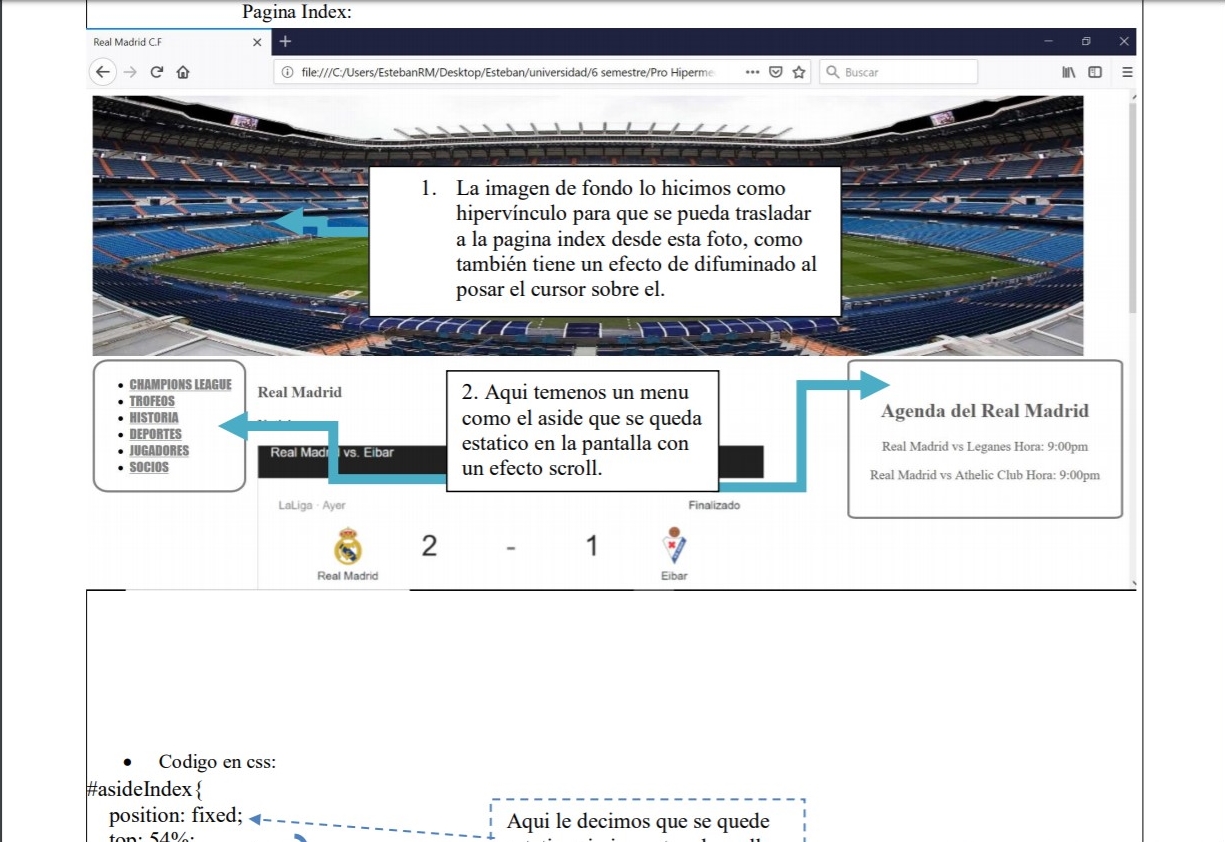 Pagina Index:
Real Madrid C.F
file:///C:/Users/EstebanRM/Desktop/Esteban/universidad/6 semestre/Pro Hiperme
Buscar
1. La imagen de fondo lo hicimos como
hipervínculo para que se pueda trasladar
a la pagina index desde esta foto, como
también tiene un efecto de difuminado al
posar el cursor sobre el.
CHAMPIONS LEAGUE
TROFEOS
HISTORIA
DEPORTES
JUGADORES
SOCIOS
Real Madrid
2. Aqui temenos un menu
como el aside que se queda
estatico en la pantalla con
un efecto scroll.
Agenda del Real Madrid
Real Madrid vs Leganes Hora: 9:00pm
Real Madrid vs Athelic Club Hora: 9:00pm
Real Madrid vs. Eibar
LaLiga · Ayer
Finalizado
2 - 1
Real Madrid
Eibar
• Codigo en css:
#asideIndex{
position: fixed;
top: 54%;
Aqui le decimos que se quede